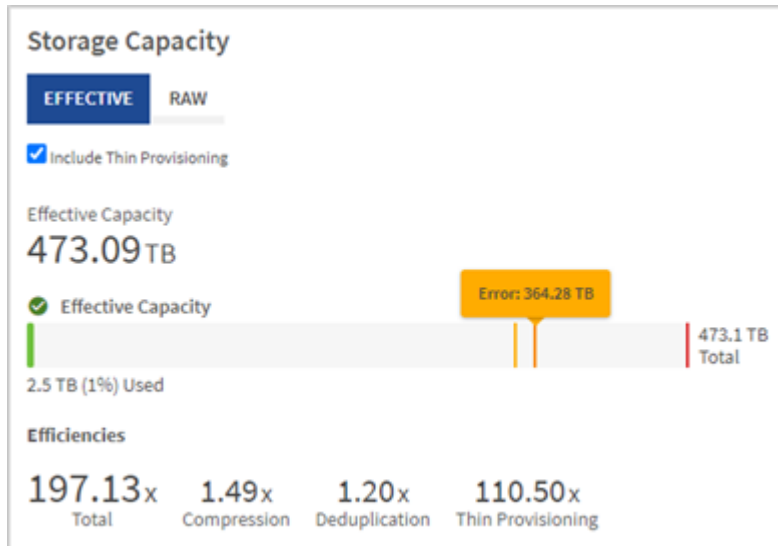 Storage Capacity
EFFECTIVE RAW
Include Thin Provisioning
Effective Capacity
473.09 TB
Error: 364.28 TB
Effective Capacity
473.1 TB
Total
2.5 TB (1%) Used
Efficiencies
197.13x 1.49x 1.20x 110.50x
Total Compression Deduplication Thin Provisioning